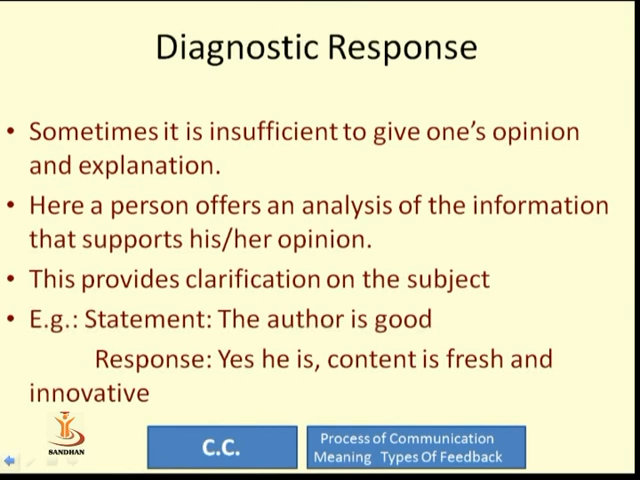 Diagnostic Response
• Sometimes it is insufficient to give one's opinion
and explanation.
• Here a person offers an analysis of the information
that supports his/her opinion.
• This provides clarification on the subject
• E.g.: Statement: The author is good
Response: Yes he is, content is fresh and
innovative
SANDHAN
C.C.
Process of Communication
Meaning Types Of Feedback